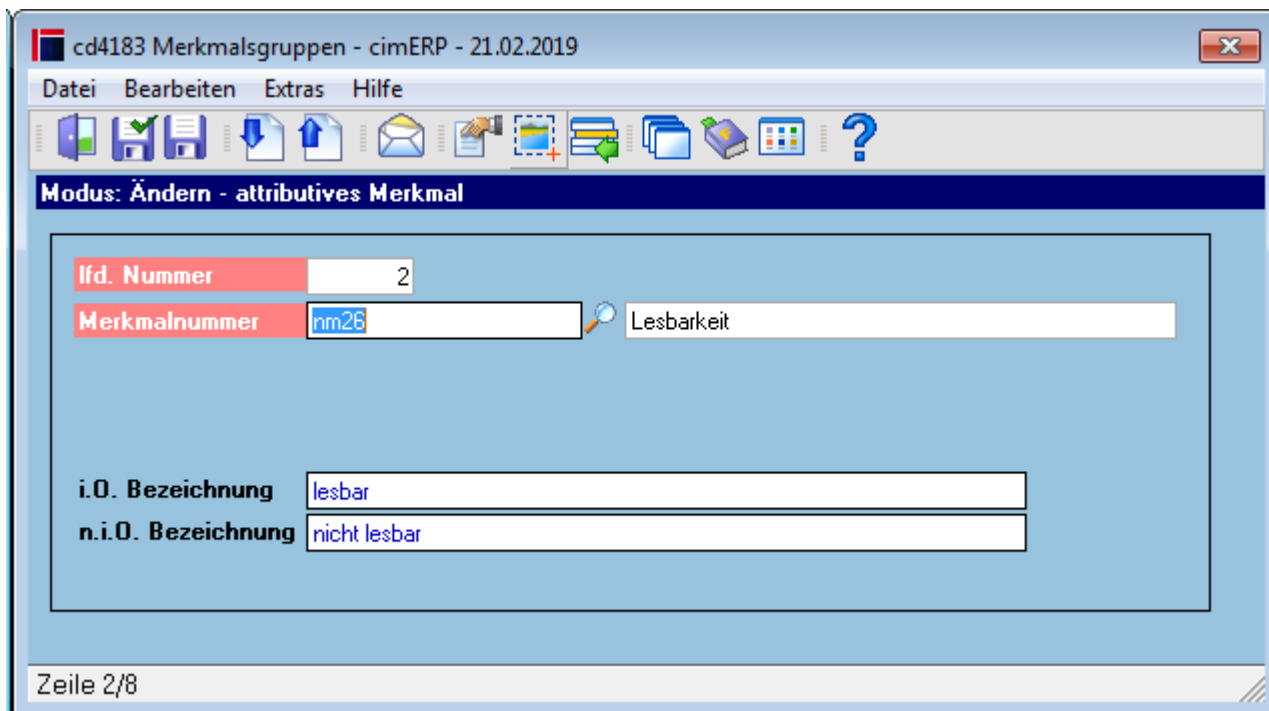 cd4183 Merkmalsgruppen - cimERP - 21.02.2019
Datei Bearbeiten Extras Hilfe
Modus: Ändern - attributives Merkmal
lfd. Nummer 2
Merkmalnummer nm26 Lesbarkeit
i.O. Bezeichnung lesbar
n.i.O. Bezeichnung nicht lesbar
Zeile 2/8